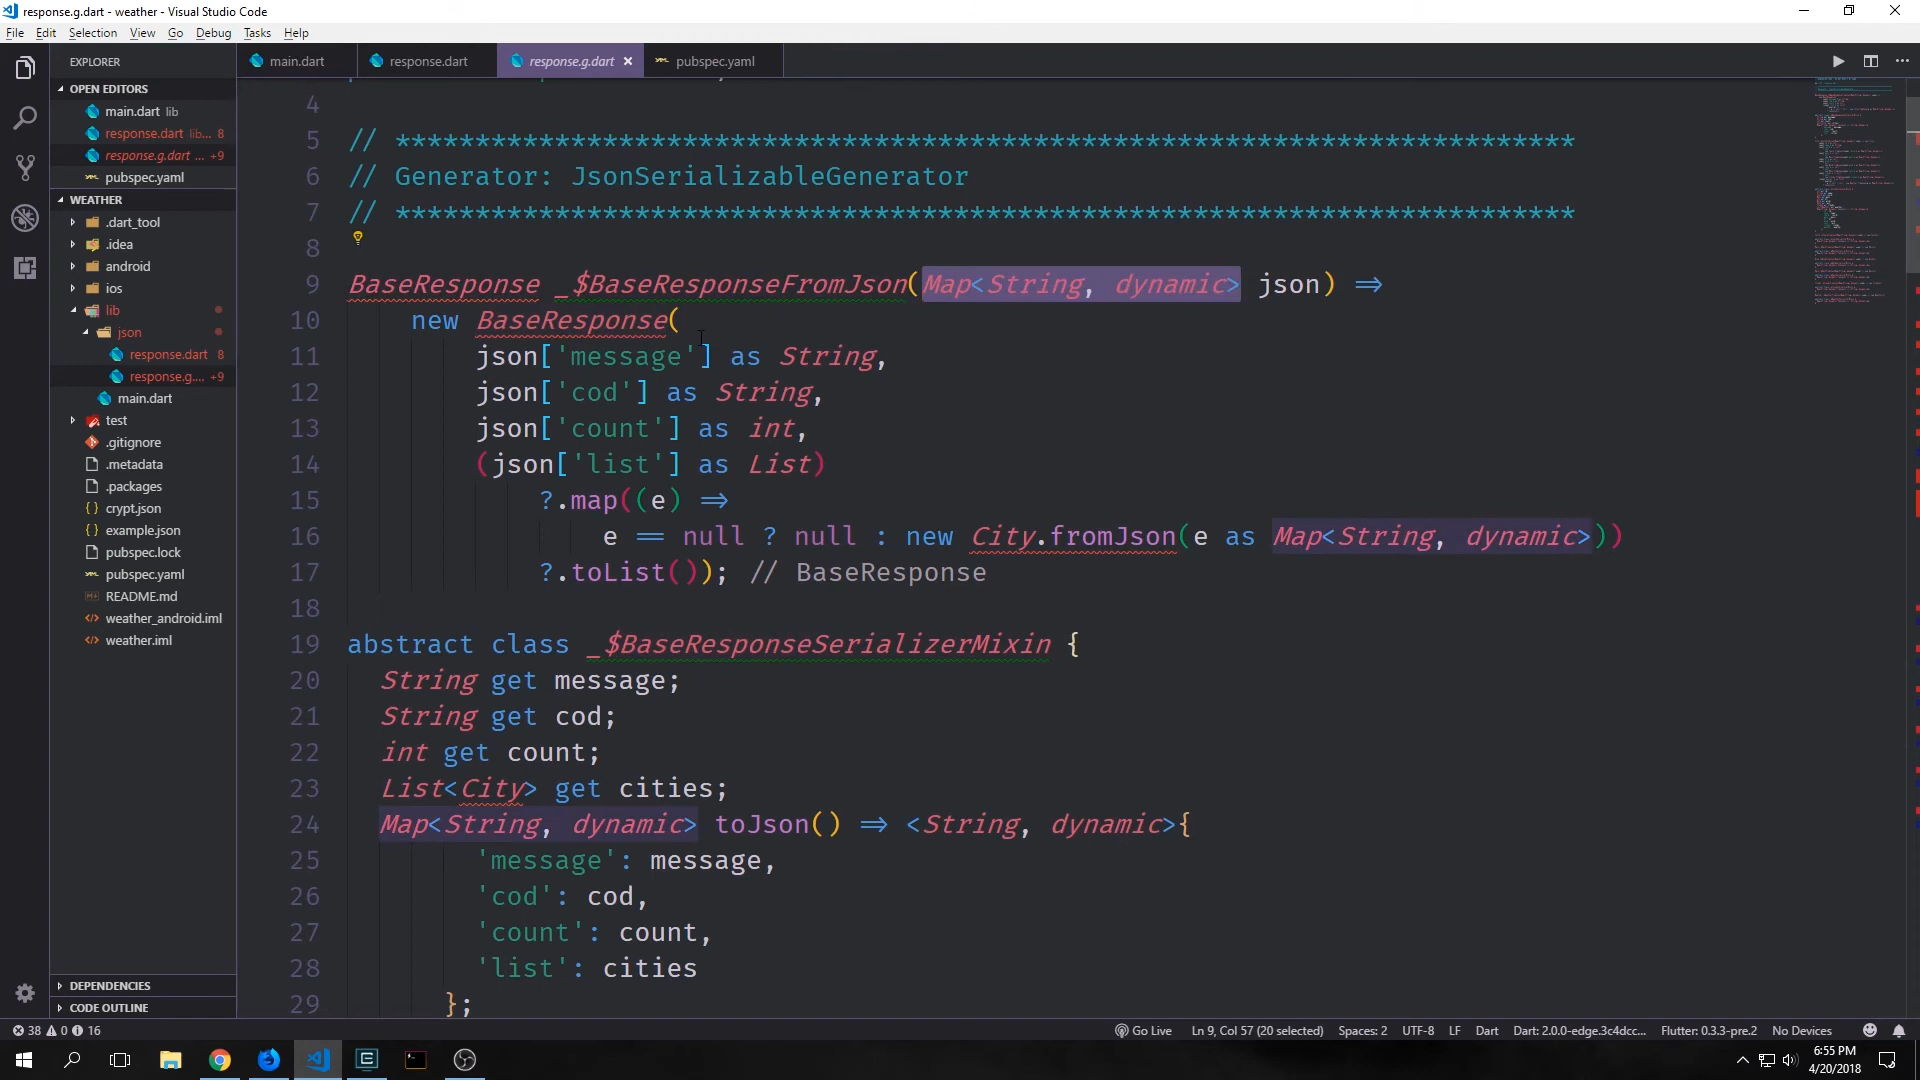 response.g.dart - weather - Visual Studio Code
File Edit Selection View Go Debug Tasks Help
EXPLORER
OPEN EDITORS
main.dart lib
response.dart lib... 8
response.g.dart ... +9
pubspec.yaml
WEATHER
.dart_tool
.idea
android
ios
lib
json
response.dart 8
response.g.... +9
main.dart
test
.gitignore
.metadata
.packages
crypt.json
example.json
pubspec.lock
pubspec.yaml
README.md
weather_android.iml
weather.iml
DEPENDENCIES
CODE OUTLINE
main.dart response.dart response.g.dart × pubspec.yaml
4
5 // **************************************************************************
6 // Generator: JsonSerializableGenerator
7 // **************************************************************************
8
9 BaseResponse _$BaseResponseFromJson(Map<String, dynamic> json) =>
10 new BaseResponse(
11 json['message'] as String,
12 json['cod'] as String,
13 json['count'] as int,
14 (json['list'] as List)
15 ?.map((e) =>
16 e == null ? null : new City.fromJson(e as Map<String, dynamic>))
17 ?.toList()); // BaseResponse
18
19 abstract class _$BaseResponseSerializerMixin {
20 String get message;
21 String get cod;
22 int get count;
23 List<City> get cities;
24 Map<String, dynamic> toJson() => <String, dynamic>{
25 'message': message,
26 'cod': cod,
27 'count': count,
28 'list': cities
29 };
38 0 16 Go Live Ln 9, Col 57 (20 selected) Spaces: 2 UTF-8 LF Dart Dart: 2.0.0-edge.3c4dcc... Flutter: 0.3.3-pre.2 No Devices
6:55 PM
4/20/2018